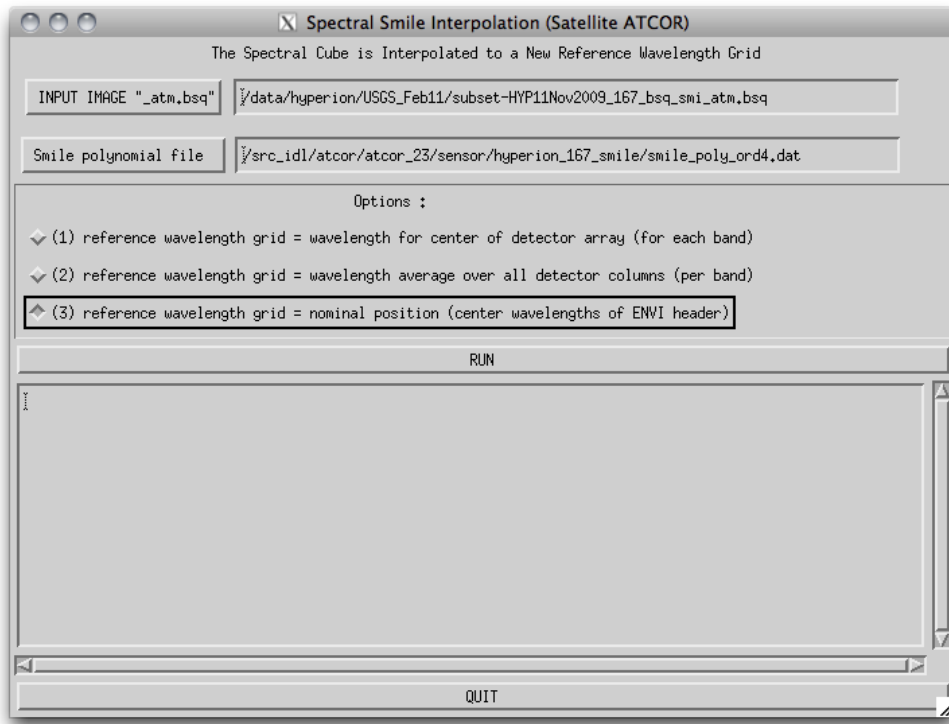 X Spectral Smile Interpolation (Satellite ATCOR)
The Spectral Cube is Interpolated to a New Reference Wavelength Grid
INPUT IMAGE "_atm.bsq" /data/hyperion/USGS_Feb11/subset-HYP11Nov2009_167_bsq_smi_atm.bsq
Smile polynomial file /src_idl/atcor/atcor_23/sensor/hyperion_167_smile/smile_poly_ord4.dat
Options :
(1) reference wavelength grid = wavelength for center of detector array (for each band)
(2) reference wavelength grid = wavelength average over all detector columns (per band)
(3) reference wavelength grid = nominal position (center wavelengths of ENVI header)
RUN
QUIT